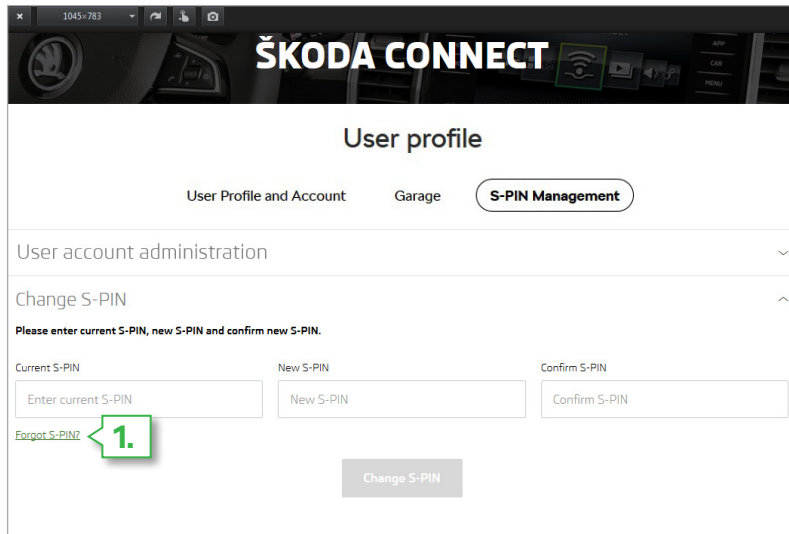 1045×783
ŠKODA CONNECT
APP
CAR
MENU
User profile
User Profile and Account
Garage
S-PIN Management
User account administration
Change S-PIN
Please enter current S-PIN, new S-PIN and confirm new S-PIN.
Current S-PIN
New S-PIN
Confirm S-PIN
Enter current S-PIN
New S-PIN
Confirm S-PIN
Forgot S-PIN?
1.
Change S-PIN